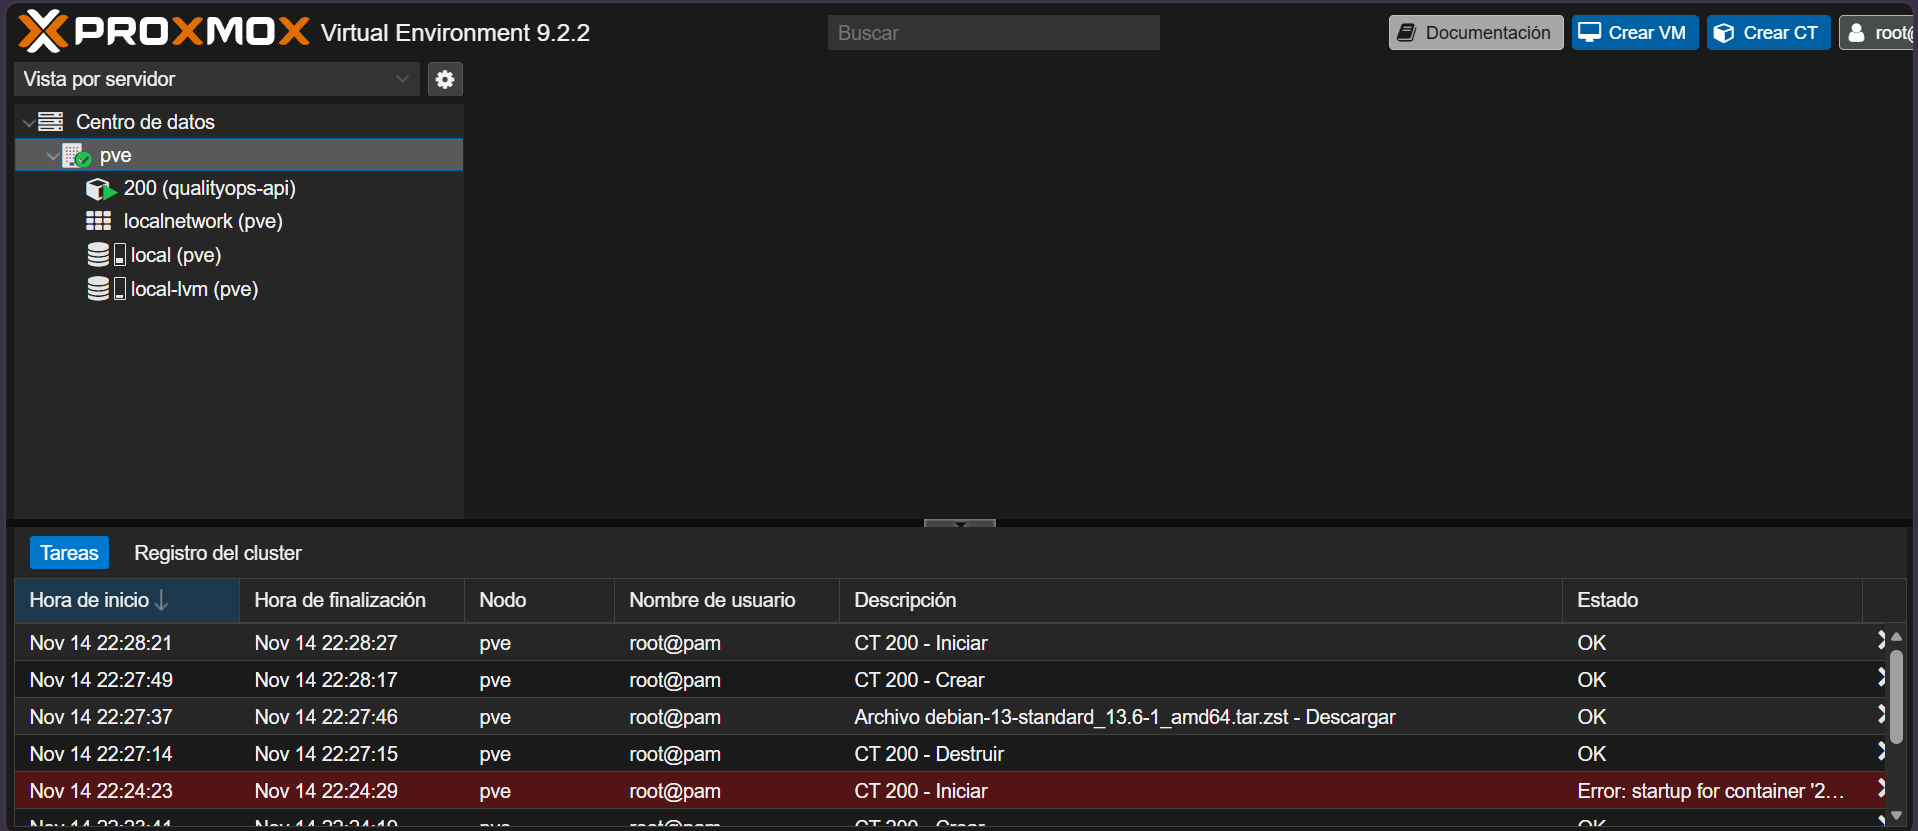 PROXMOX Virtual Environment 9.2.2
Buscar
Documentación
Crear VM
Crear CT
root@
Vista por servidor
Centro de datos
pve
200 (qualityops-api)
localnetwork (pve)
local (pve)
local-lvm (pve)
Tareas Registro del cluster
Hora de inicio Hora de finalización Nodo Nombre de usuario Descripción Estado
Nov 14 22:28:21 Nov 14 22:28:27 pve root@pam CT 200 - Iniciar OK
Nov 14 22:27:49 Nov 14 22:28:17 pve root@pam CT 200 - Crear OK
Nov 14 22:27:37 Nov 14 22:27:46 pve root@pam Archivo debian-13-standard_13.6-1_amd64.tar.zst - Descargar OK
Nov 14 22:27:14 Nov 14 22:27:15 pve root@pam CT 200 - Destruir OK
Nov 14 22:24:23 Nov 14 22:24:29 pve root@pam CT 200 - Iniciar Error: startup for container '2…